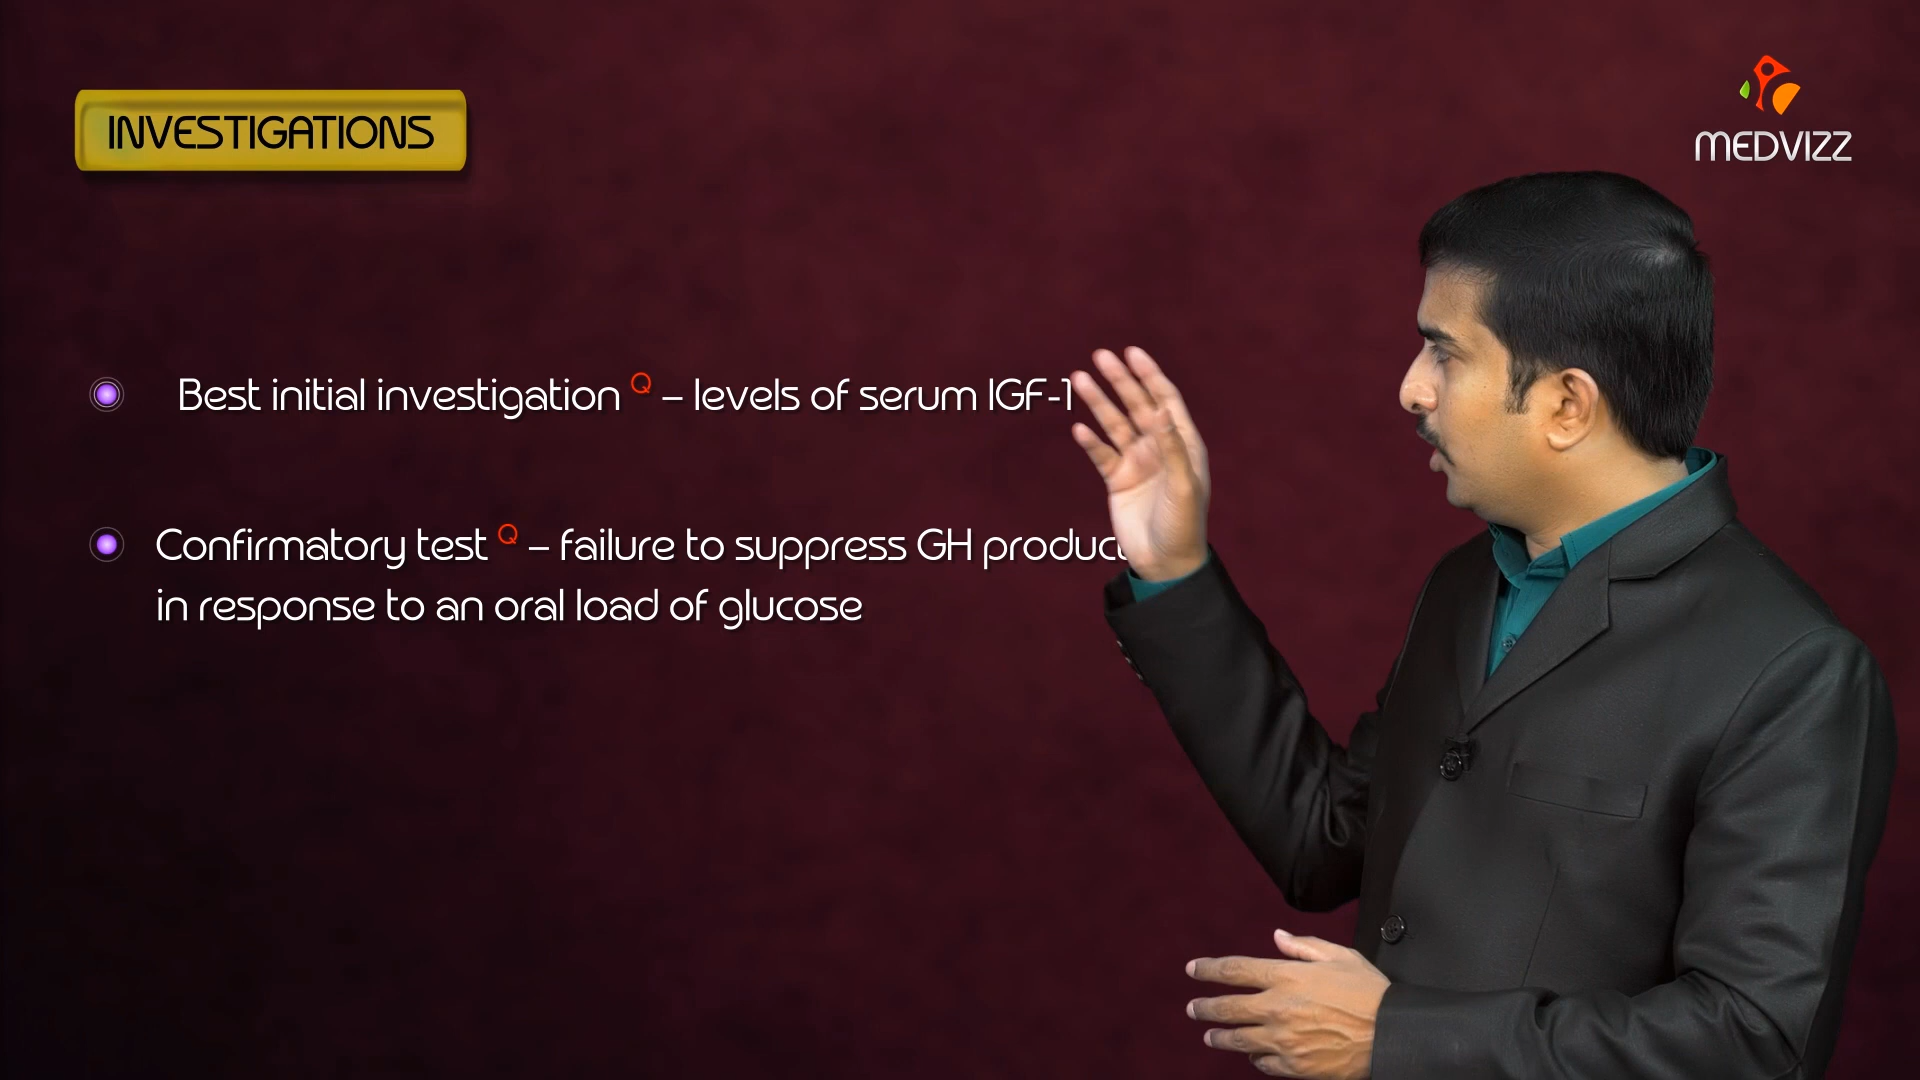 INVESTIGATIONS
MEDVIZZ
Best initial investigation Q – levels of serum IGF-1
Confirmatory test Q – failure to suppress GH
in response to an oral load of glucose